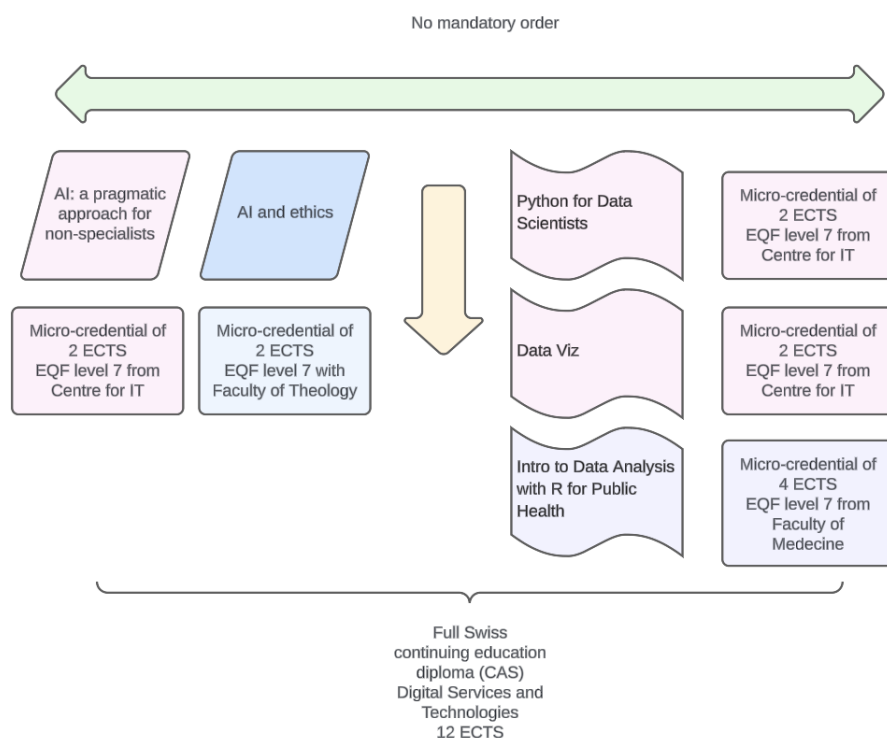 No mandatory order
AI: a pragmatic
approach for
non-specialists
AI and ethics
Python for Data
Scientists
Micro-credential of
2 ECTS
EQF level 7 from
Centre for IT
Micro-credential of
2 ECTS
EQF level 7 from
Centre for IT
Micro-credential of
2 ECTS
EQF level 7 with
Faculty of Theology
Data Viz
Micro-credential of
2 ECTS
EQF level 7 from
Centre for IT
Intro to Data Analysis
with R for Public
Health
Micro-credential of
4 ECTS
EQF level 7 from
Faculty of
Medecine
Full Swiss
continuing education
diploma (CAS)
Digital Services and
Technologies
12 ECTS